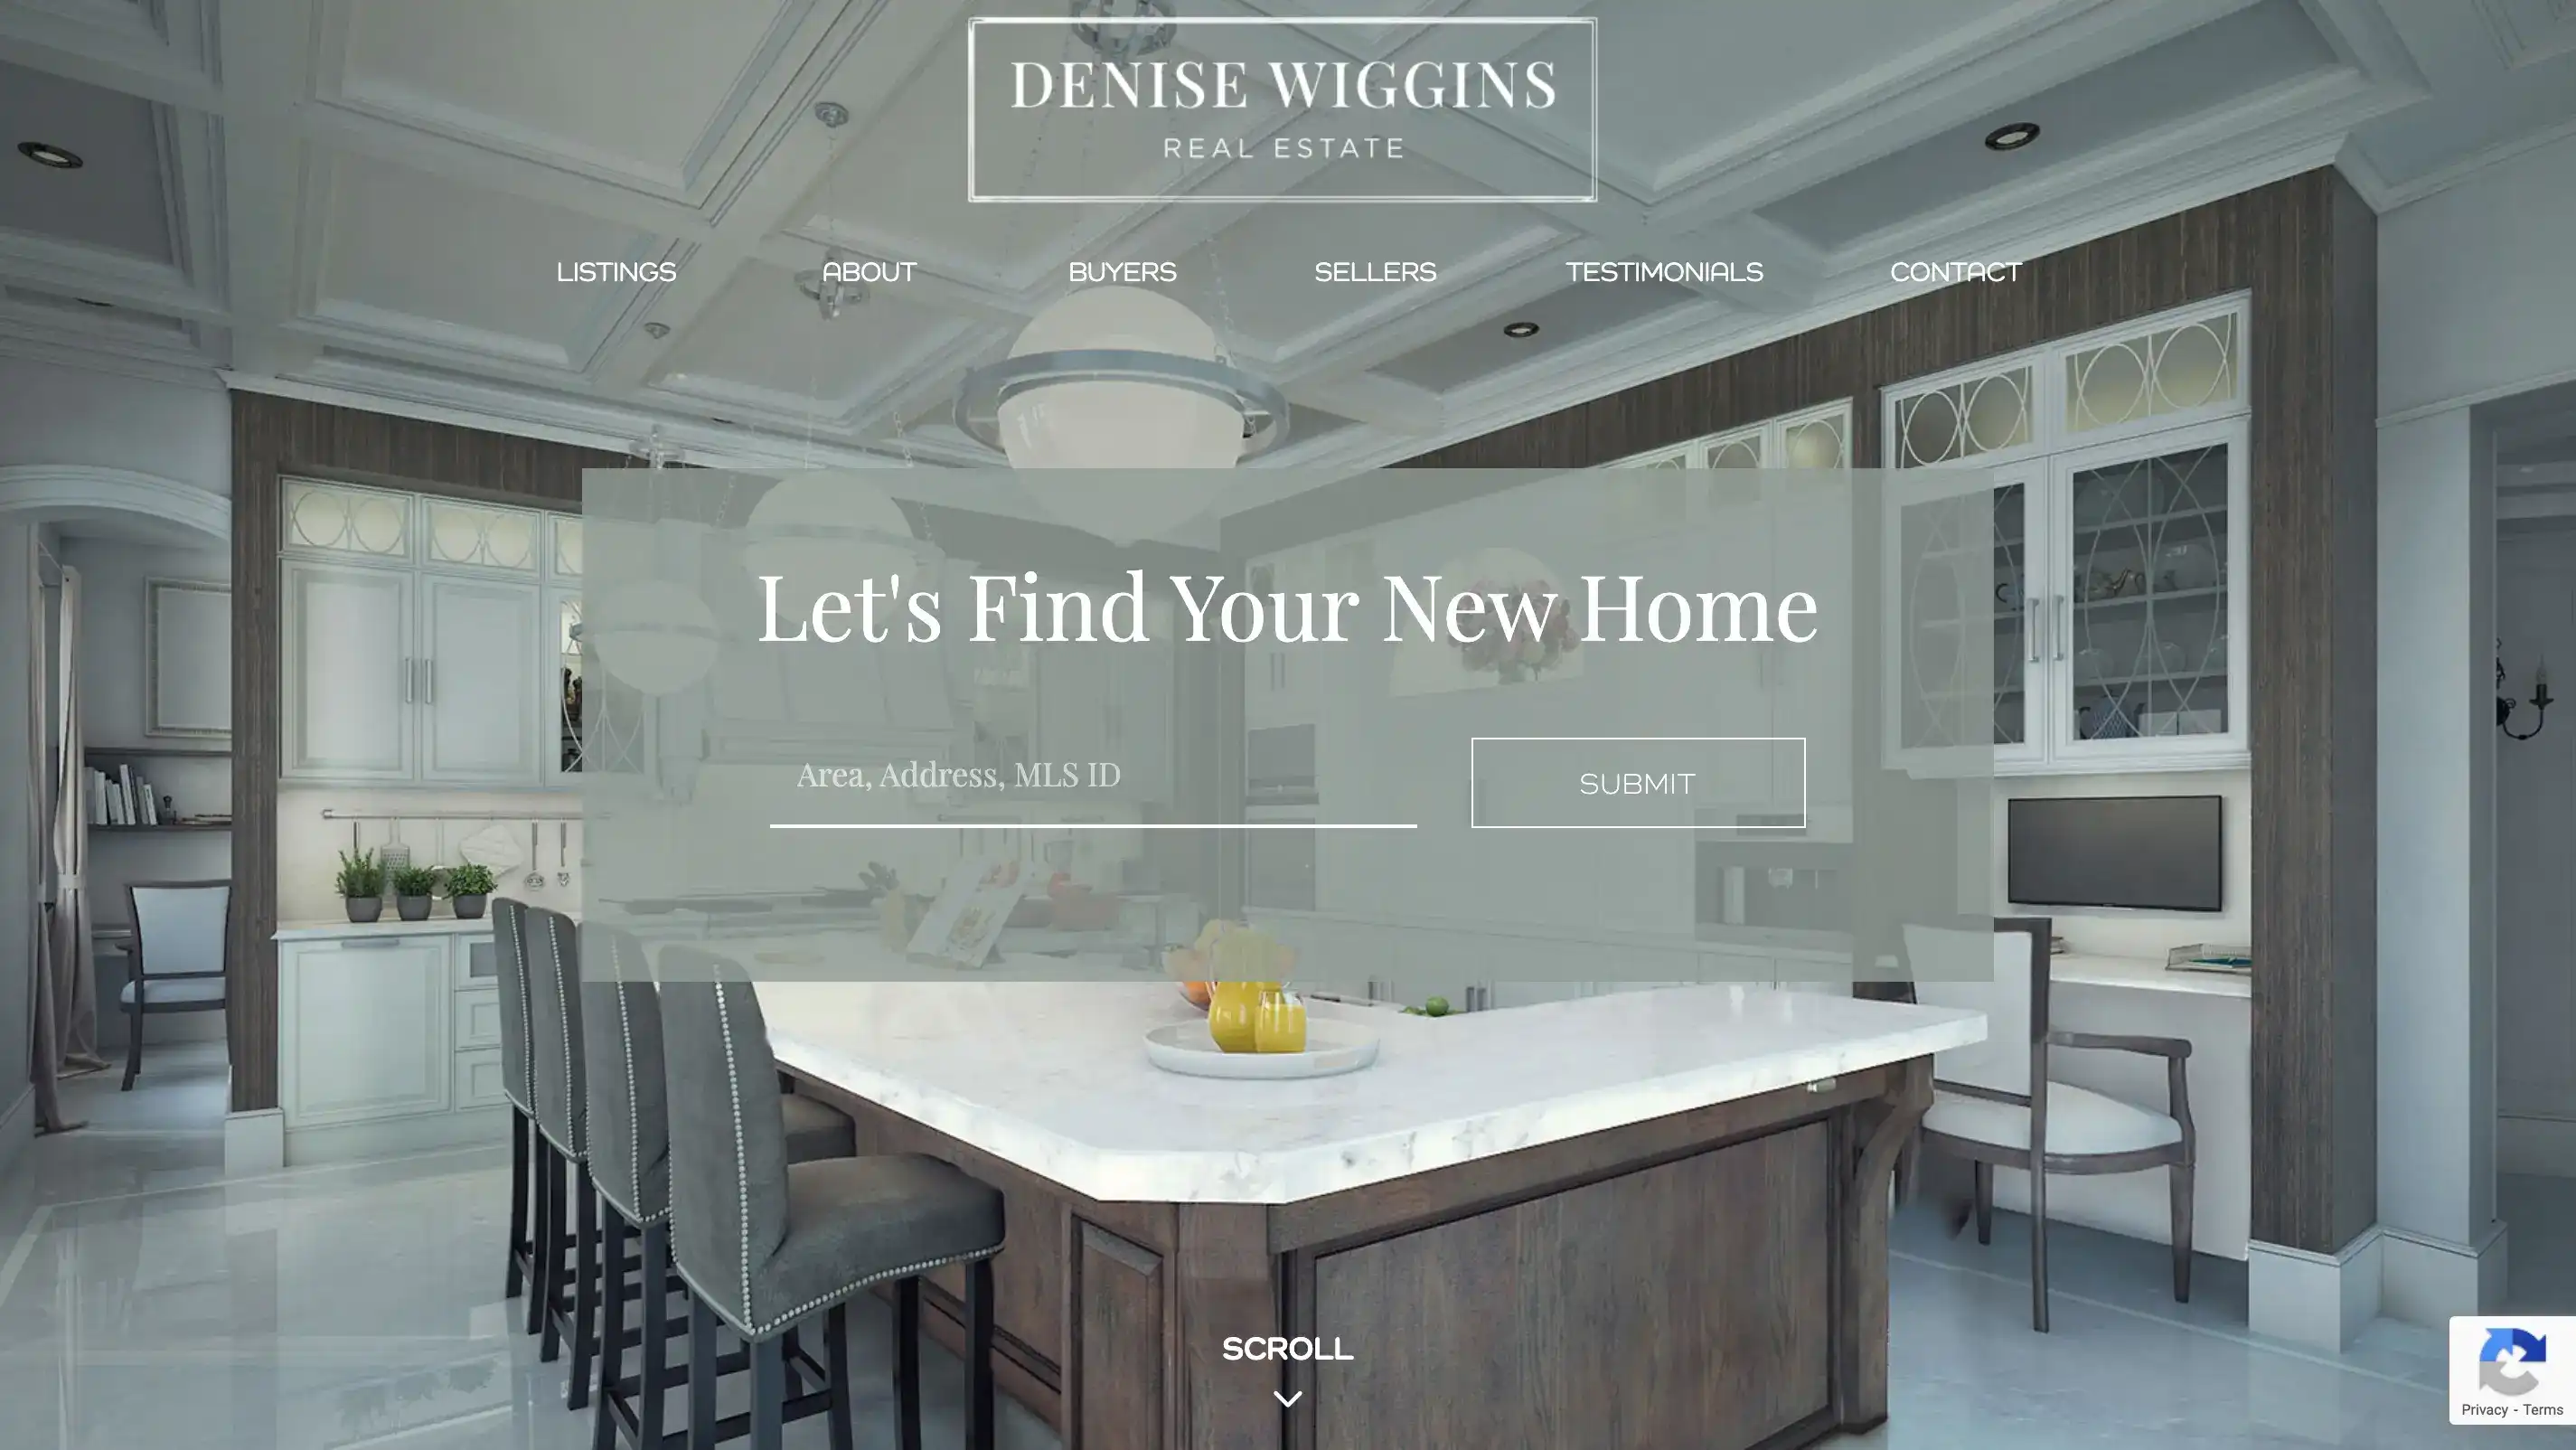 DENISE WIGGINS
REAL ESTATE
LISTINGS ABOUT BUYERS SELLERS TESTIMONIALS CONTACT
Let's Find Your New Home
Area, Address, MLS ID
SUBMIT
SCROLL
Privacy - Terms